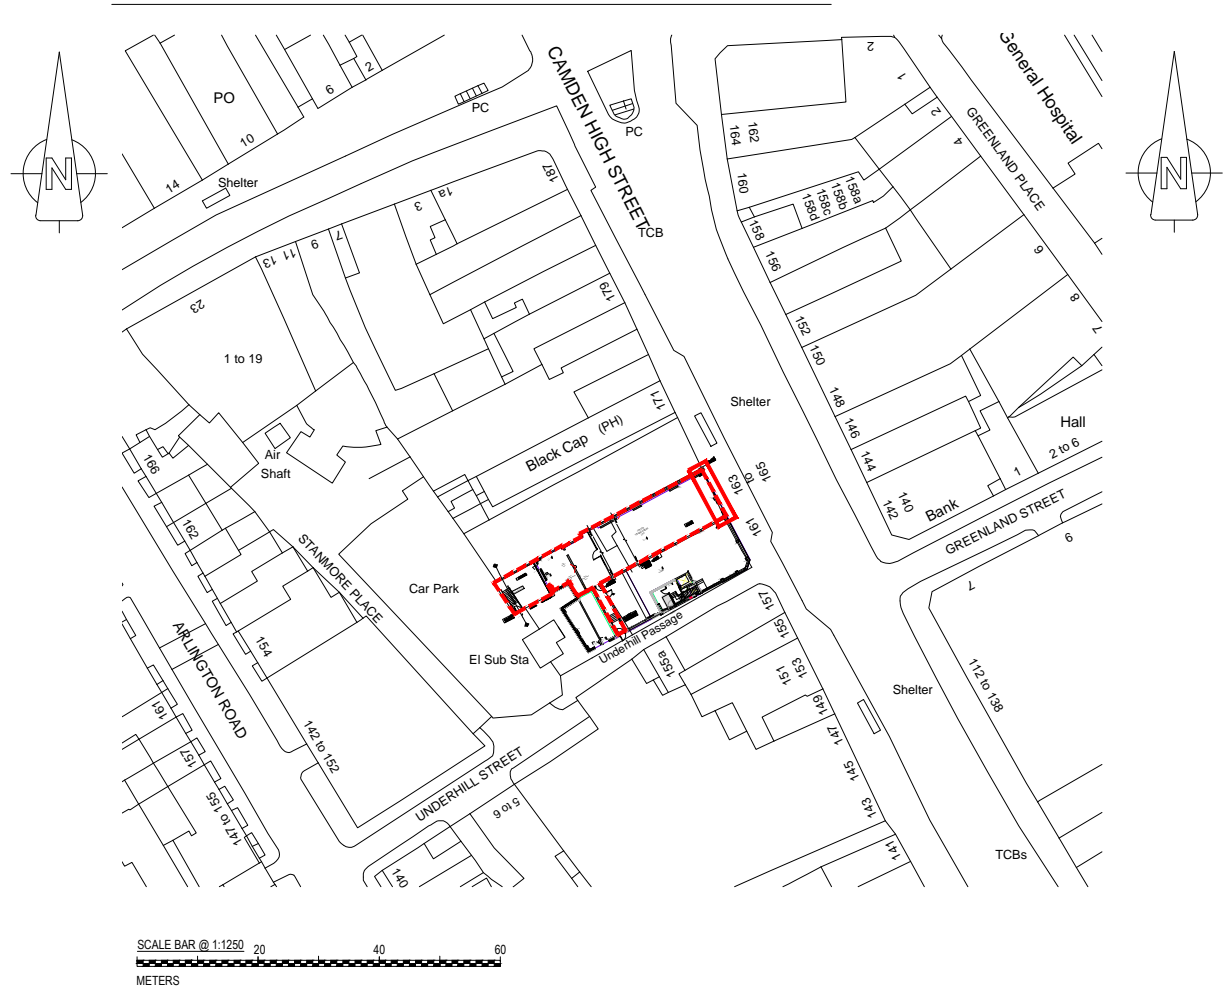 CAMDEN HIGH STREET
General Hospital
2
2
6
PO
PC
PC
1
2
10
162
164
GREENLAND PLACE
4
14
Shelter
187
160
1a
3
158a
158b
158c
158d
TCB
158
7
9
11
13
156
6
179
23
8
7
152
150
1 to 19
148
171
Shelter
Black Cap (PH)
146
Hall
Air
Shaft
166
144
2 to 6
165
to
163
1
140
142
Bank
162
161
GREENLAND STREET
9
STANMORE PLACE
Car Park
7
157
ARLINGTON ROAD
154
Underhill Passage
155
El Sub Sta
155a
153
151
112 to 138
Shelter
161
149
147
142 to 152
157
145
UNDERHILL STREET
147 to 155
5 to 6
143
141
TCBs
140
N
N
SCALE BAR @ 1:1250
20
40
60
METERS